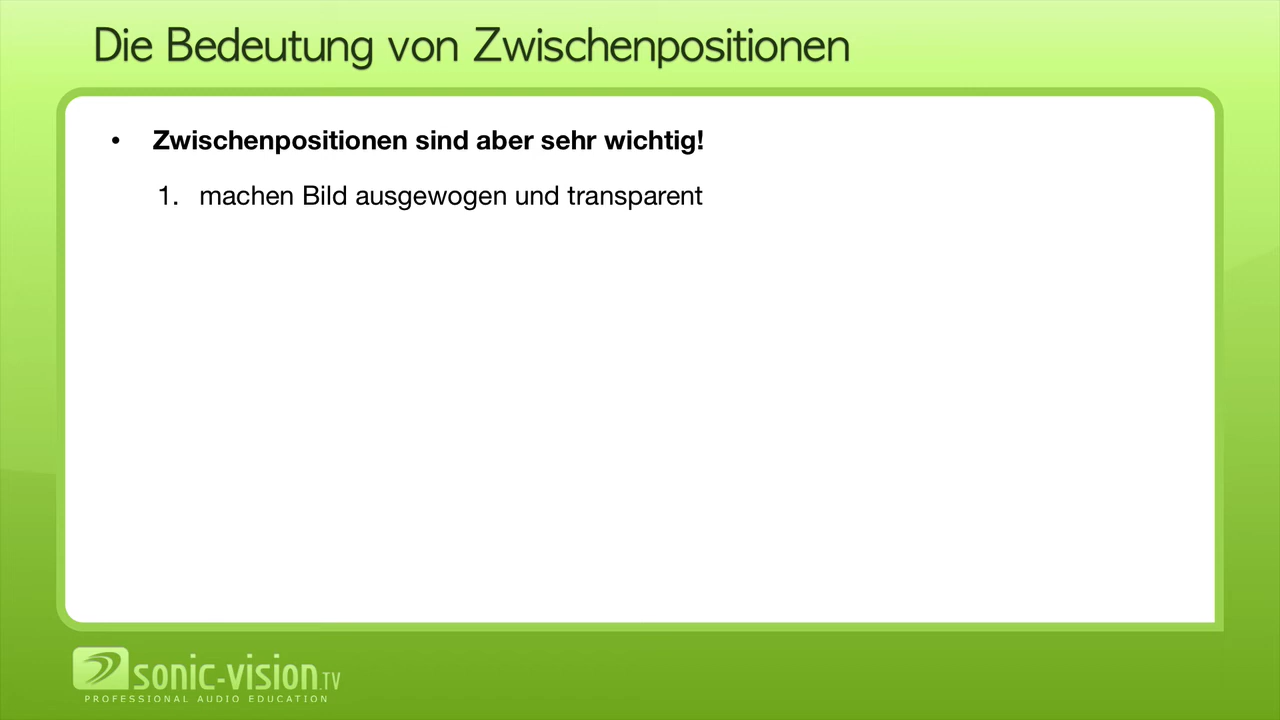 Die Bedeutung von Zwischenpositionen
• Zwischenpositionen sind aber sehr wichtig!
1. machen Bild ausgewogen und transparent
sonic-vision.TV
PROFESSIONAL AUDIO EDUCATION